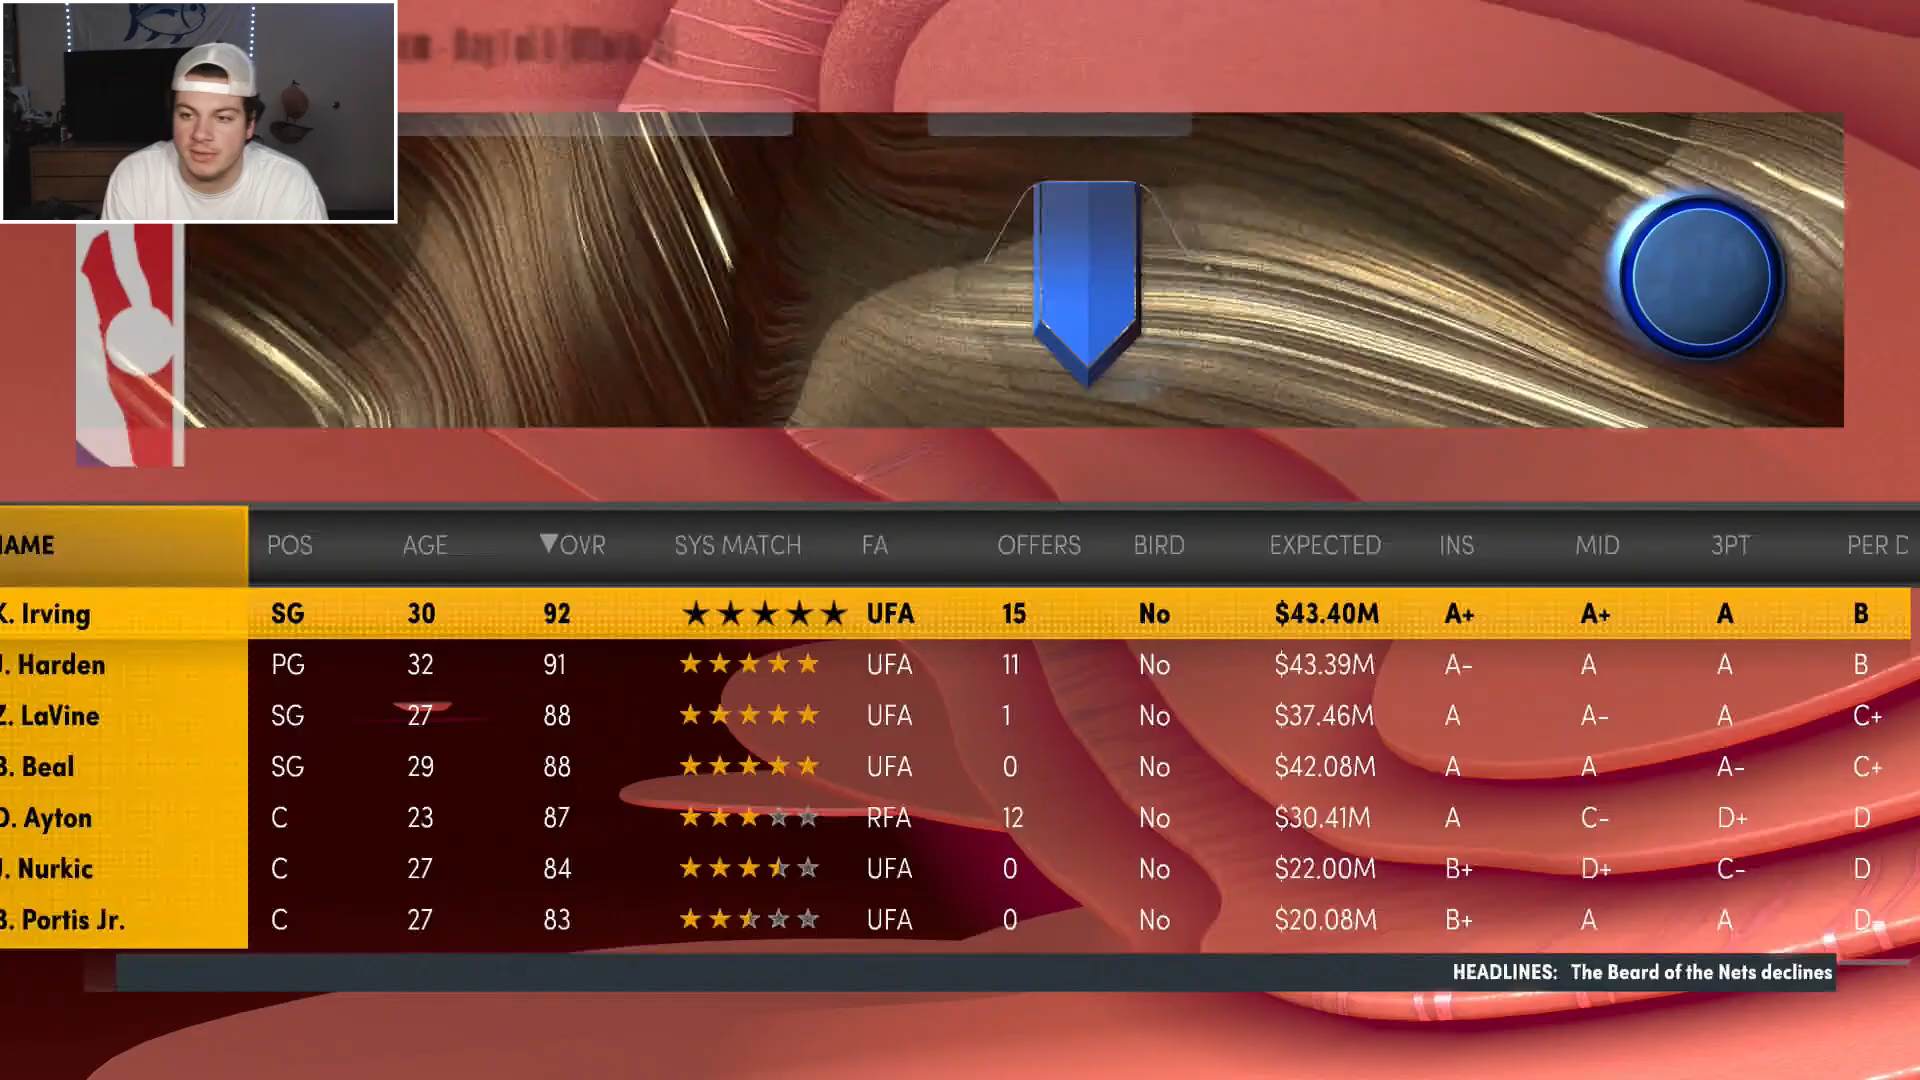 AME POS AGE ▼OVR SYS MATCH FA OFFERS BIRD EXPECTED INS MID 3PT PER D
K. Irving SG 30 92 ★★★★★ UFA 15 No $43.40M A+ A+ A B
J. Harden PG 32 91 ★★★★★ UFA 11 No $43.39M A- A A B
Z. LaVine SG 27 88 ★★★★★ UFA 1 No $37.46M A A- A C+
B. Beal SG 29 88 ★★★★★ UFA 0 No $42.08M A A A- C+
D. Ayton C 23 87 RFA 12 No $30.41M A C- D+ D
J. Nurkic C 27 84 UFA 0 No $22.00M B+ D+ C- D
B. Portis Jr. C 27 83 UFA 0 No $20.08M B+ A A D-
HEADLINES: The Beard of the Nets declines